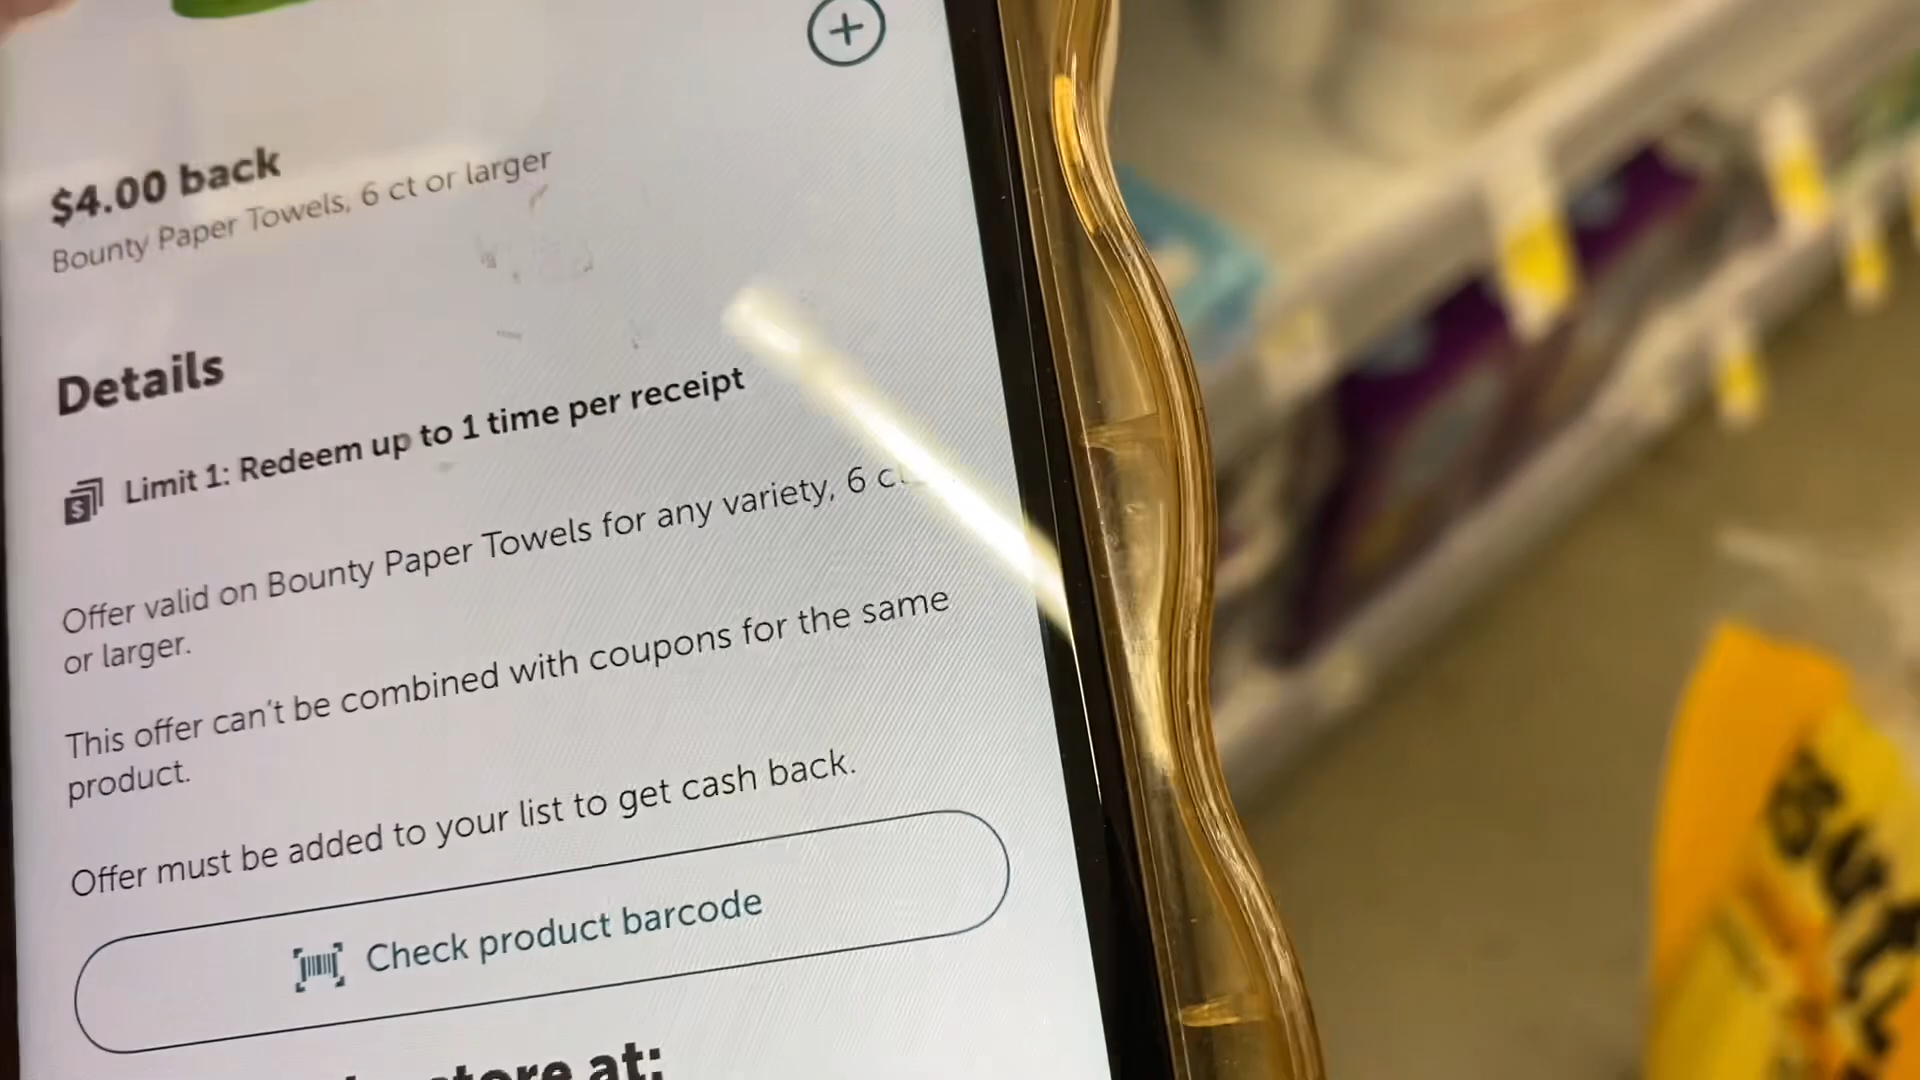 $4.00 back
Bounty Paper Towels, 6 ct or larger
Details
Limit 1: Redeem up to 1 time per receipt
Offer valid on Bounty Paper Towels for any variety, 6
or larger.
This offer can't be combined with coupons for the same
product.
Offer must be added to your list to get cash back.
Check product barcode
at: